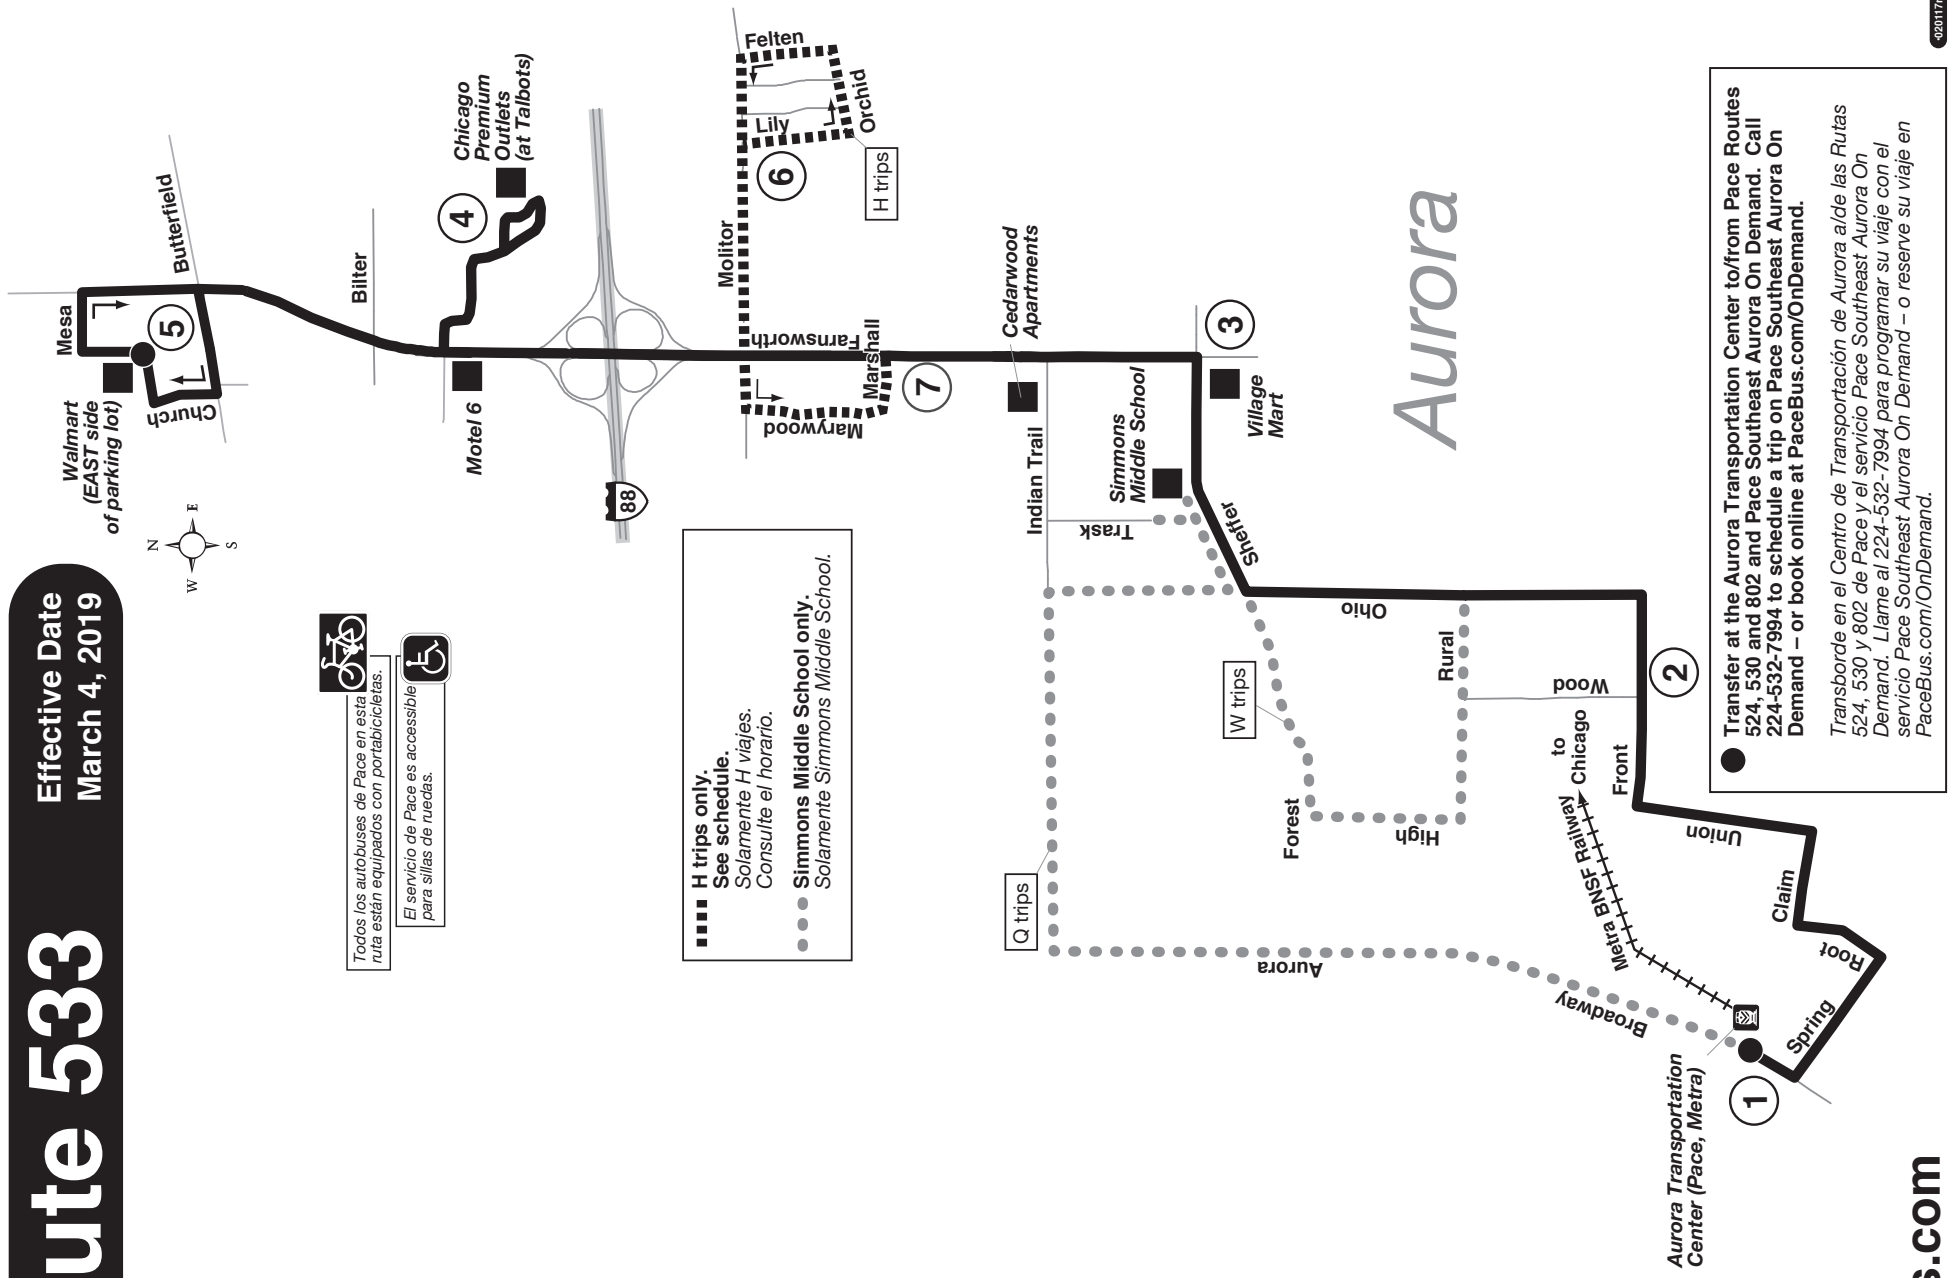 ute 533
Effective Date
March 4, 2019
Todos los autobuses de Pace en esta
ruta están equipados con portabicicletas.
El servicio de Pace es accessible
para sillas de ruedas.
N
W
E
S
Walmart
(EAST side
of parking lot)
Mesa
5
Church
Butterfield
Bilter
Motel 6
4
Chicago
Premium
Outlets
(at Talbots)
88
H trips only.
See schedule.
Solamente H viajes.
Consulte el horario.
Simmons Middle School only.
Solamente Simmons Middle School.
Molitor
Felten
Lily
Orchid
6
H trips
Farnsworth
Marywood
Marshall
7
Cedarwood
Apartments
Indian Trail
Simmons
Middle School
Trask
Sheffer
3
Village
Mart
Aurora
Q trips
W trips
Ohio
Rural
Forest
High
Wood
Aurora
Broadway
Metra BNSF Railway
to
Chicago
Front
2
Union
Claim
Root
Spring
1
Aurora Transportation
Center (Pace, Metra)
Transfer at the Aurora Transportation Center to/from Pace Routes
524, 530 and 802 and Pace Southeast Aurora On Demand. Call
224-532-7994 to schedule a trip on Pace Southeast Aurora On
Demand – or book online at PaceBus.com/OnDemand.
Transborde en el Centro de Transportación de Aurora a/de las Rutas
524, 530 y 802 de Pace y el servicio Pace Southeast Aurora On
Demand. Llame al 224-532-7994 para programar su viaje con el
servicio Pace Southeast Aurora On Demand – o reserve su viaje en
PaceBus.com/OnDemand.
s.com